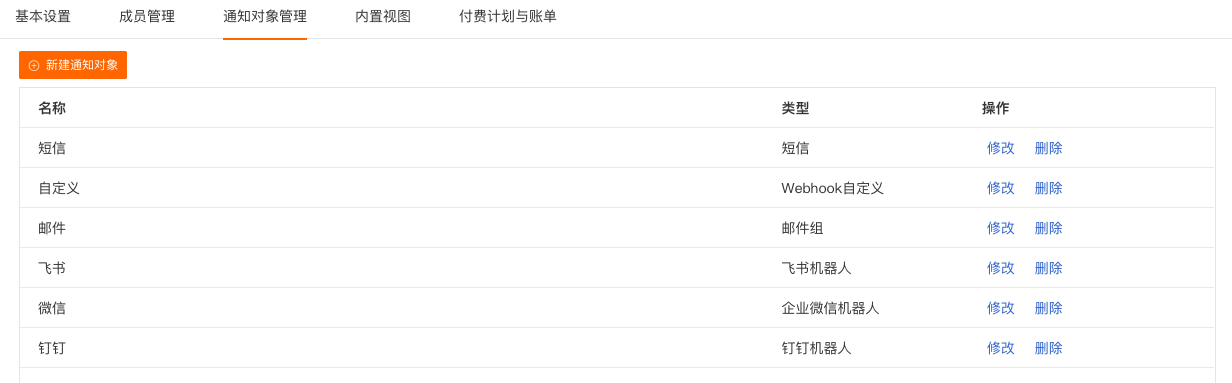 基本设置 成员管理 通知对象管理 内置视图 付费计划与账单
新建通知对象
名称 类型 操作
短信 短信 修改 删除
自定义 Webhook自定义 修改 删除
邮件 邮件组 修改 删除
飞书 飞书机器人 修改 删除
微信 企业微信机器人 修改 删除
钉钉 钉钉机器人 修改 删除